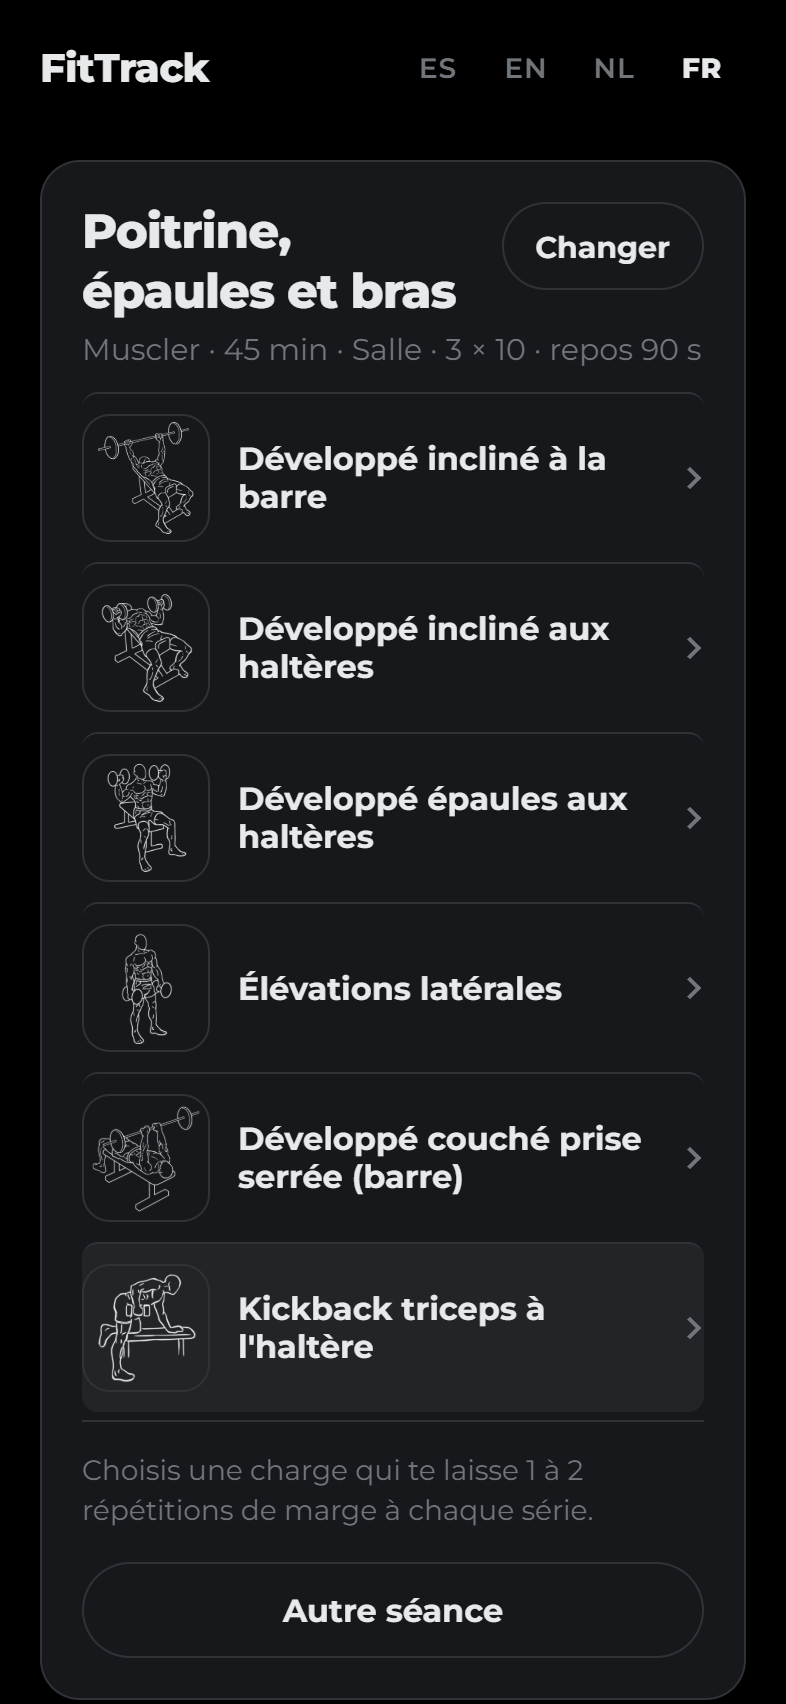 FitTrack
ES EN NL FR
Poitrine,
épaules et bras
Changer
Muscler · 45 min · Salle · 3 × 10 · repos 90 s
Développé incliné à la
barre
Développé incliné aux
haltères
Développé épaules aux
haltères
Élévations latérales
Développé couché prise
serrée (barre)
Kickback triceps à
l'haltère
Choisis une charge qui te laisse 1 à 2
répétitions de marge à chaque série.
Autre séance